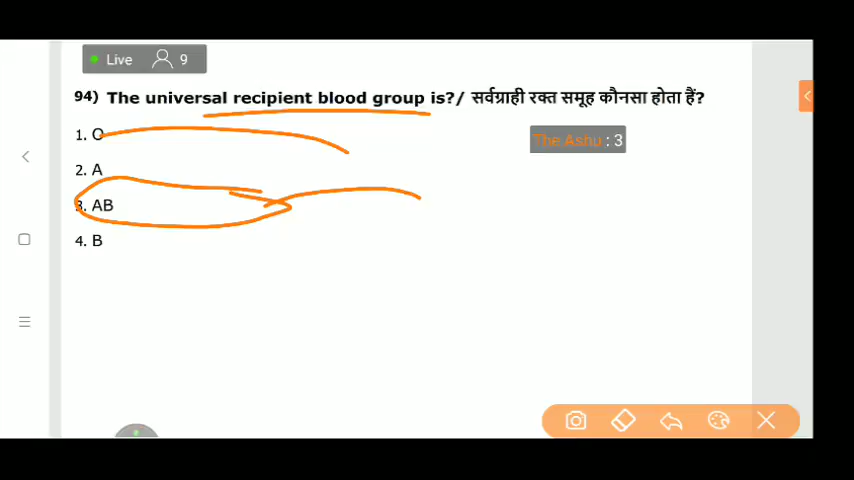 Live 9
94) The universal recipient blood group is?/ सर्वग्राही रक्त समूह कौनसा होता हैं?
1. O
The Ashu : 3
2. A
3. AB
4. B